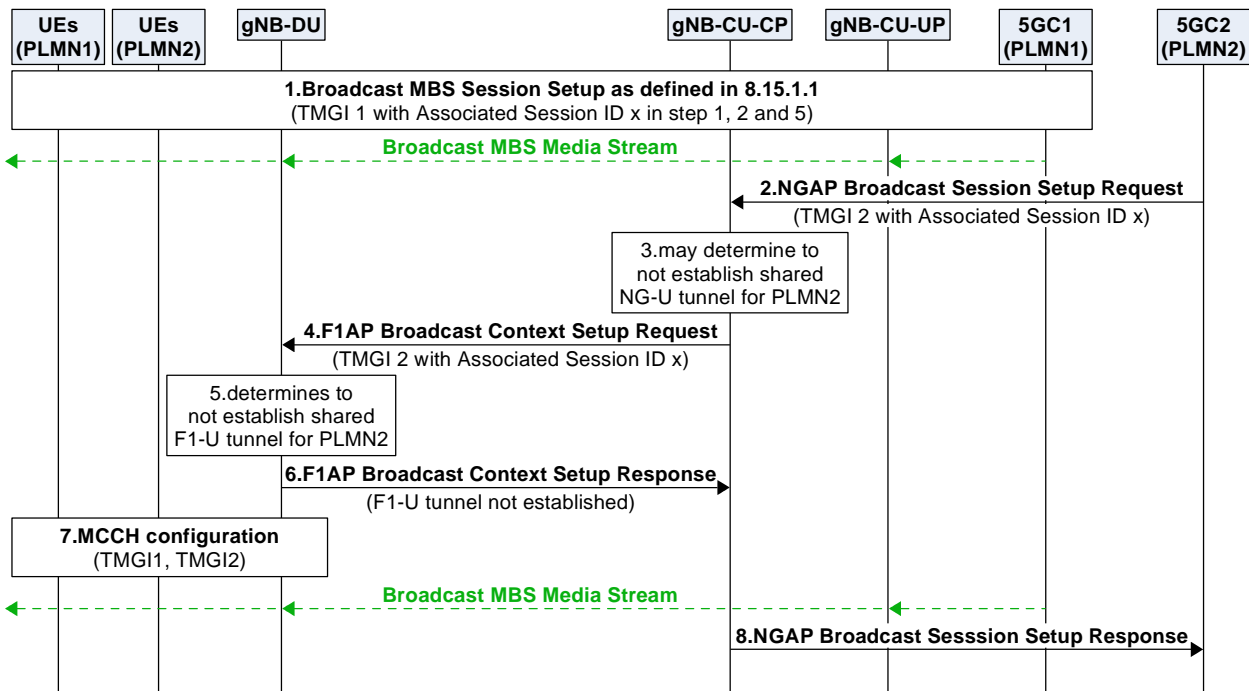 UEs
(PLMN1)
UEs
(PLMN2)
gNB-DU
gNB-CU-CP
gNB-CU-UP
5GC1
(PLMN1)
5GC2
(PLMN2)
1.Broadcast MBS Session Setup as defined in 8.15.1.1
(TMGI 1 with Associated Session ID x in step 1, 2 and 5)
Broadcast MBS Media Stream
2.NGAP Broadcast Session Setup Request
(TMGI 2 with Associated Session ID x)
3.may determine to
not establish shared
NG-U tunnel for PLMN2
4.F1AP Broadcast Context Setup Request
(TMGI 2 with Associated Session ID x)
5.determines to
not establish shared
F1-U tunnel for PLMN2
6.F1AP Broadcast Context Setup Response
(F1-U tunnel not established)
7.MCCH configuration
(TMGI1, TMGI2)
Broadcast MBS Media Stream
8.NGAP Broadcast Sesssion Setup Response